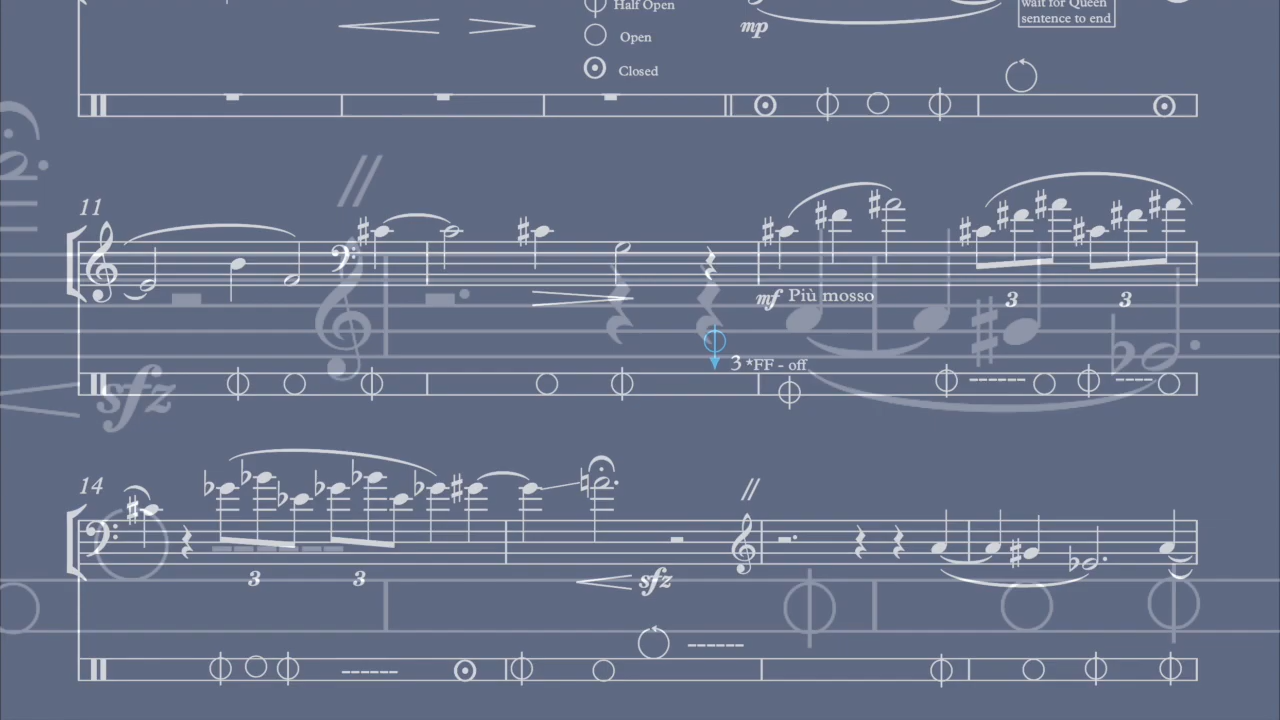 Half Open
Open
Closed
mp
wait for Queen
sentence to end
11
mf Più mosso
3
3
3 *FF - off
sfz
14
3
3
sfz